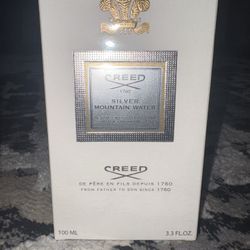 CREED
1760
SILVER
MOUNTAIN WATER
CREED
DE PÈRE EN FILS DEPUIS 1760
FROM FATHER TO SON SINCE 1760
100 ML
3.3 FL.OZ.